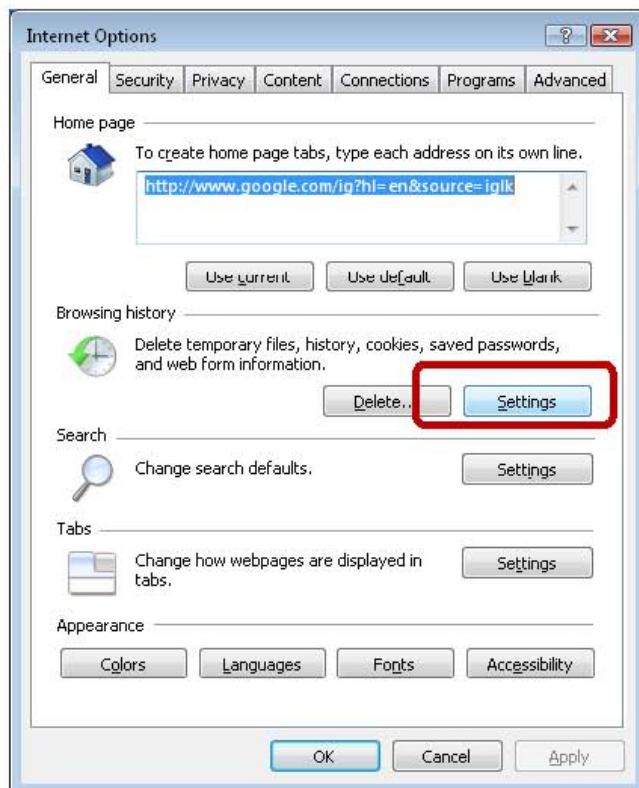 Internet Options
General Security Privacy Content Connections Programs Advanced
Home page
To create home page tabs, type each address on its own line.
http://www.google.com/ig?hl=en&source=iglk
Use current Use default Use blank
Browsing history
Delete temporary files, history, cookies, saved passwords,
and web form information.
Delete... Settings
Search
Change search defaults. Settings
Tabs
Change how webpages are displayed in
tabs.
Settings
Appearance
Colors Languages Fonts Accessibility
OK Cancel Apply